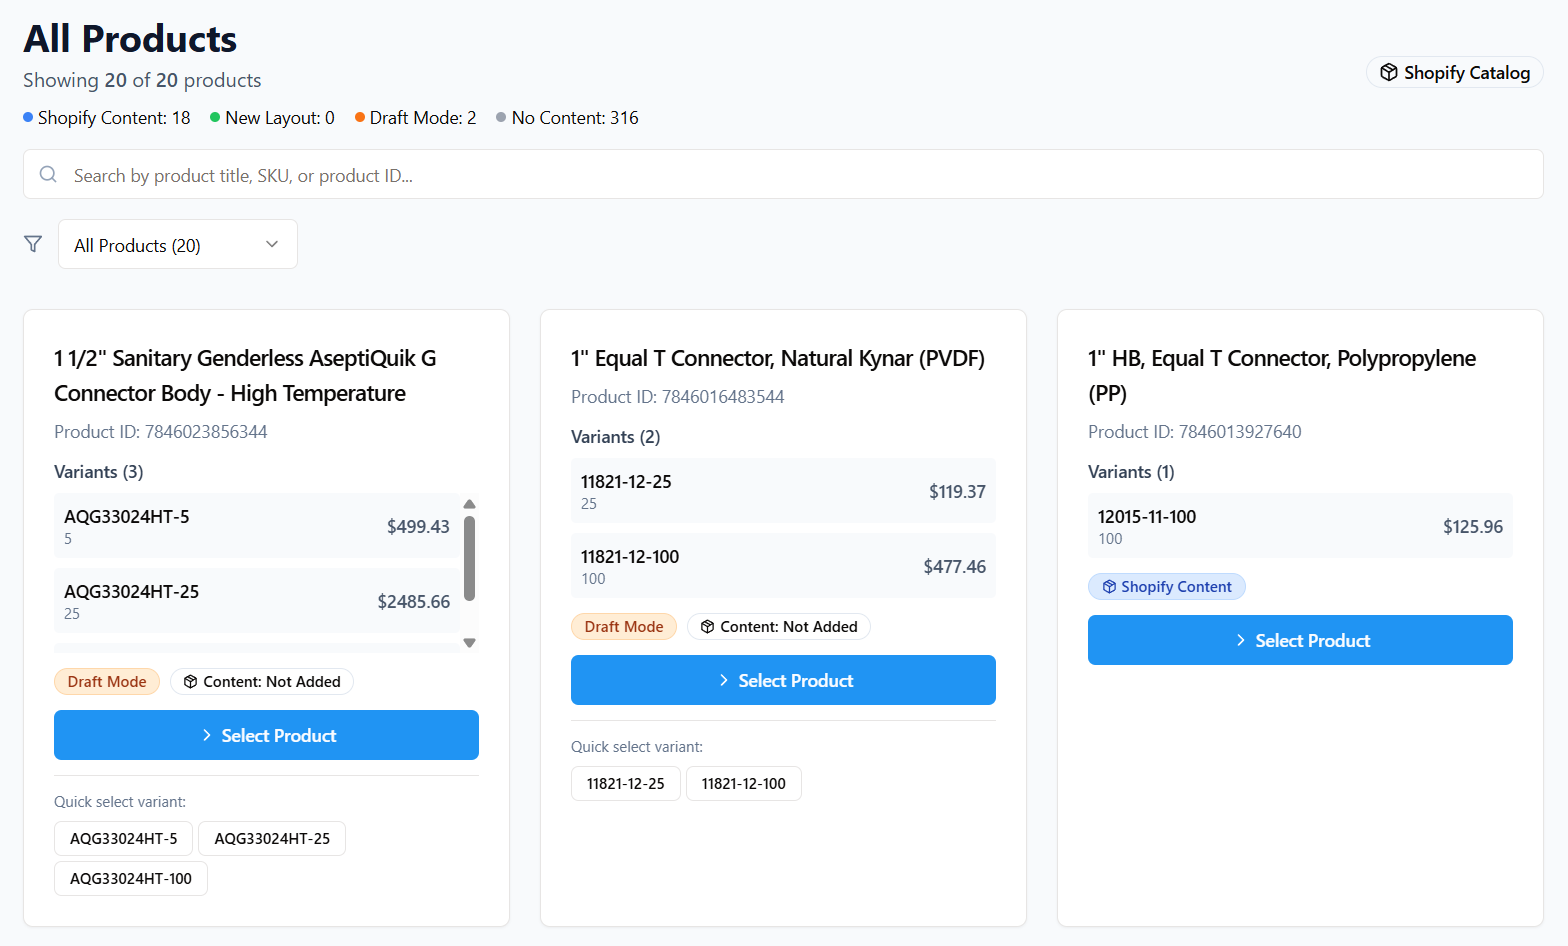 All Products
Showing 20 of 20 products
Shopify Catalog
Shopify Content: 18 New Layout: 0 Draft Mode: 2 No Content: 316
Search by product title, SKU, or product ID...
All Products (20)
1 1/2" Sanitary Genderless AseptiQuik G
Connector Body - High Temperature
Product ID: 7846023856344
Variants (3)
AQG33024HT-5
5
$499.43
AQG33024HT-25
25
$2485.66
Draft Mode
Content: Not Added
Select Product
Quick select variant:
AQG33024HT-5
AQG33024HT-25
AQG33024HT-100
1" Equal T Connector, Natural Kynar (PVDF)
Product ID: 7846016483544
Variants (2)
11821-12-25
25
$119.37
11821-12-100
100
$477.46
Draft Mode
Content: Not Added
Select Product
Quick select variant:
11821-12-25
11821-12-100
1" HB, Equal T Connector, Polypropylene
(PP)
Product ID: 7846013927640
Variants (1)
12015-11-100
100
$125.96
Shopify Content
Select Product